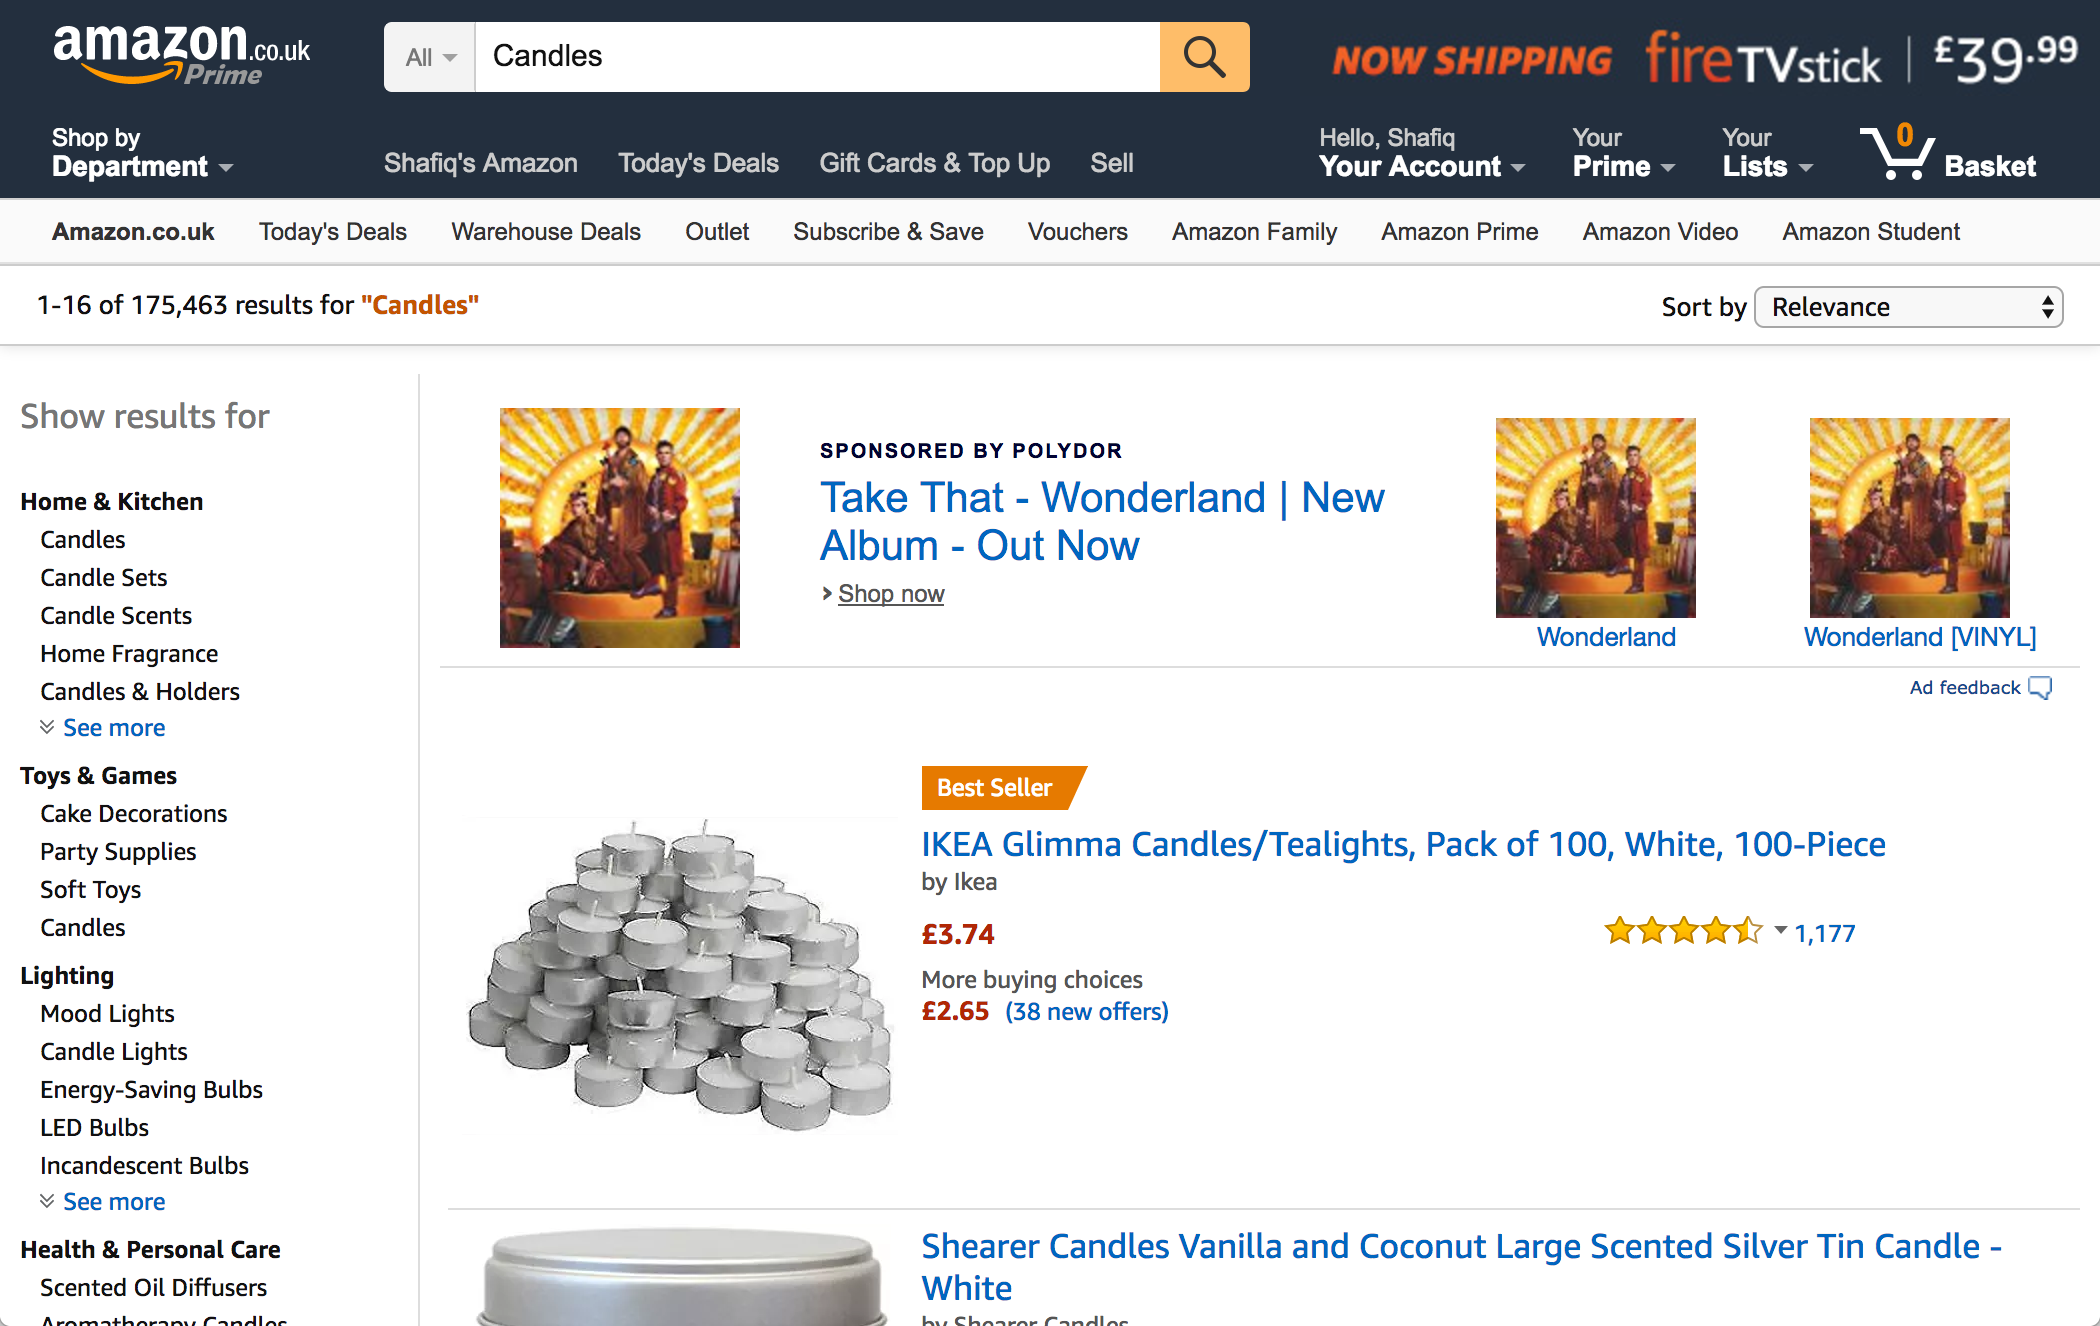 amazon.co.uk
Prime
All
Candles
NOW SHIPPING fireTVstick | £39.99
Shop by
Department
Shafiq's Amazon Today's Deals Gift Cards & Top Up Sell
Hello, Shafiq
Your Account
Your
Prime
Your
Lists
0
Basket
Amazon.co.uk Today's Deals Warehouse Deals Outlet Subscribe & Save Vouchers Amazon Family Amazon Prime Amazon Video Amazon Student
1-16 of 175,463 results for "Candles"
Sort by Relevance
Show results for
Home & Kitchen
Candles
Candle Sets
Candle Scents
Home Fragrance
Candles & Holders
See more
Toys & Games
Cake Decorations
Party Supplies
Soft Toys
Candles
Lighting
Mood Lights
Candle Lights
Energy-Saving Bulbs
LED Bulbs
Incandescent Bulbs
See more
Health & Personal Care
Scented Oil Diffusers
Aromatherapy Candles
SPONSORED BY POLYDOR
Take That - Wonderland | New
Album - Out Now
Shop now
Wonderland
Wonderland [VINYL]
Ad feedback
Best Seller
IKEA Glimma Candles/Tealights, Pack of 100, White, 100-Piece
by Ikea
£3.74
1,177
More buying choices
£2.65 (38 new offers)
Shearer Candles Vanilla and Coconut Large Scented Silver Tin Candle -
White
by Shearer Candles